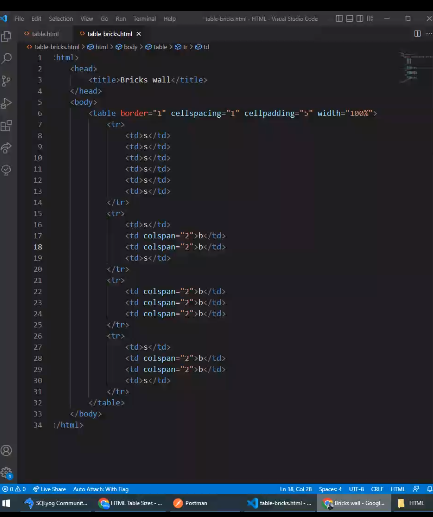 File Edit Selection View Go Run Terminal Help table-bricks.html - HTML - Visual Studio Code
table.html table-bricks.html ×
table-bricks.html > html > body > table > tr > td
1 <html>
2 <head>
3 <title>Bricks wall</title>
4 </head>
5 <body>
6 <table border="1" cellspacing="1" cellpadding="5" width="100%">
7 <tr>
8 <td>s</td>
9 <td>s</td>
10 <td>s</td>
11 <td>s</td>
12 <td>s</td>
13 <td>s</td>
14 </tr>
15 <tr>
16 <td>s</td>
17 <td colspan="2">b</td>
18 <td colspan="2">b</td>
19 <td>s</td>
20 </tr>
21 <tr>
22 <td colspan="2">b</td>
23 <td colspan="2">b</td>
24 <td colspan="2">b</td>
25 </tr>
26 <tr>
27 <td>s</td>
28 <td colspan="2">b</td>
29 <td colspan="2">b</td>
30 <td>s</td>
31 </tr>
32 </table>
33 </body>
34 </html>
0 0 Live Share Auto Attach: With Flag Ln 18, Col 28 Spaces: 4 UTF-8 CRLF HTML
SQLyog Communit... HTML Table Sizes - ... Postman table-bricks.html - ... Bricks wall - Googl... HTML